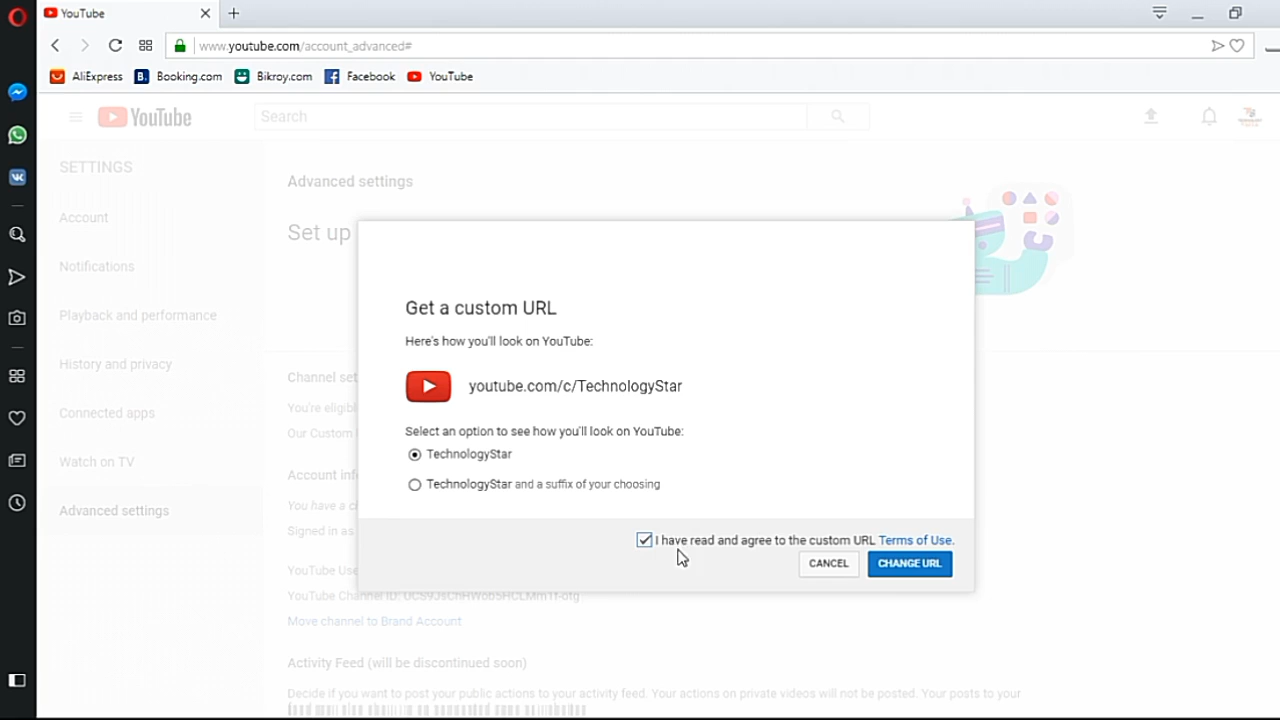 YouTube
www.youtube.com/account_advanced#
AliExpress
B. Booking.com
Bikroy.com
Facebook
YouTube
YouTube
Search
SETTINGS
Account
Notifications
Playback and performance
History and privacy
Connected apps
Watch on TV
Advanced settings
Advanced settings
Set up
Get a custom URL
Here's how you'll look on YouTube:
youtube.com/c/TechnologyStar
Select an option to see how you'll look on YouTube:
TechnologyStar
TechnologyStar and a suffix of your choosing
I have read and agree to the custom URL Terms of Use.
CANCEL
CHANGE URL
Channel set
You're eligib
Our Custom
Account inf
You have a c
Signed in as
YouTube Use
YouTube Channel ID:
Move channel to Brand Account
Activity Feed (will be discontinued soon)
Decide if you want to post your public actions to your activity feed. Your actions on private videos will not be posted. Your posts to your